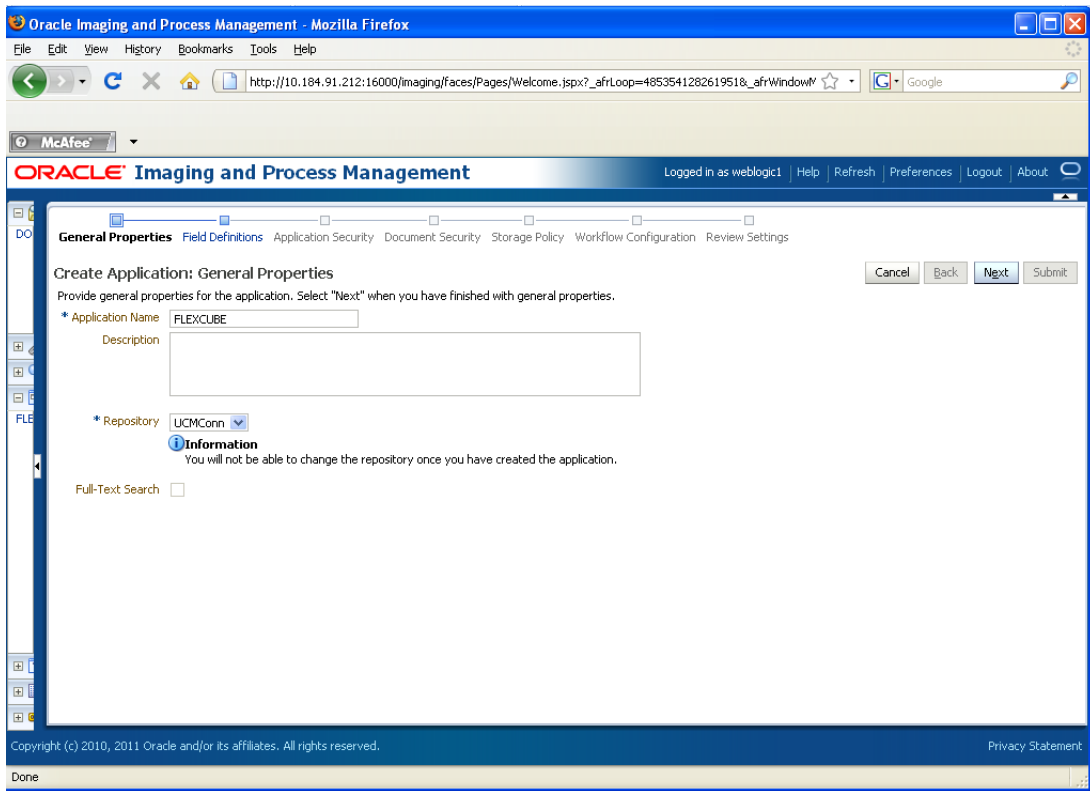 Oracle Imaging and Process Management - Mozilla Firefox
File Edit View History Bookmarks Tools Help
http://10.184.91.212:16000/imaging/faces/Pages/Welcome.jspx?_afrLoop=485354128261951&_afrWindowM
G Google
McAfee
ORACLE Imaging and Process Management
Logged in as weblogic1 Help Refresh Preferences Logout About
DO
General Properties Field Definitions Application Security Document Security Storage Policy Workflow Configuration Review Settings
Create Application: General Properties
Cancel Back Next Submit
Provide general properties for the application. Select "Next" when you have finished with general properties.
* Application Name FLEXCUBE
Description
FLE
* Repository UCMConn
Information
You will not be able to change the repository once you have created the application.
Full-Text Search
Copyright (c) 2010, 2011 Oracle and/or its affiliates. All rights reserved.
Privacy Statement
Done